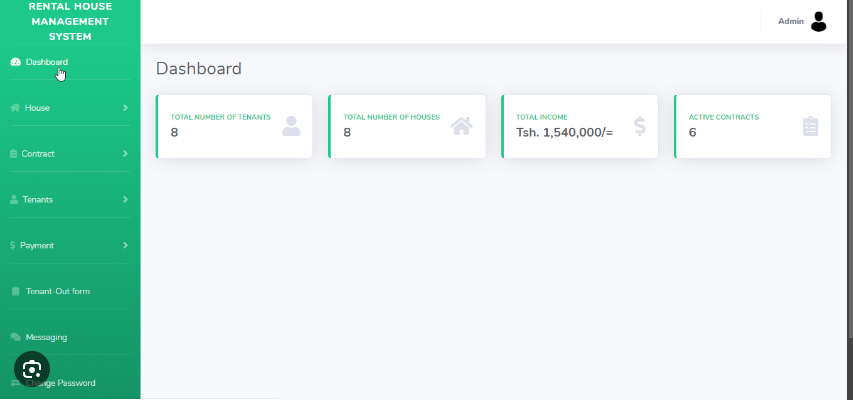 RENTAL HOUSE
MANAGEMENT
SYSTEM
Dashboard
House
Contract
Tenants
Payment
Tenant-Out form
Messaging
Change Password
Admin
Dashboard
TOTAL NUMBER OF TENANTS
8
TOTAL NUMBER OF HOUSES
8
TOTAL INCOME
Tsh. 1,540,000/=
ACTIVE CONTRACTS
6